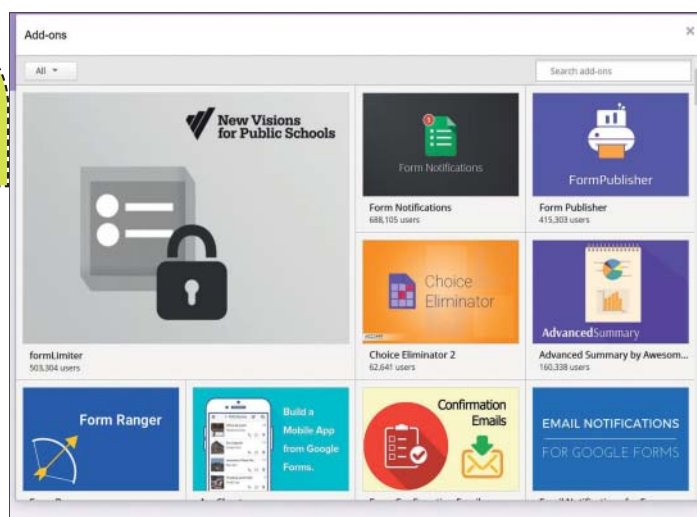 Add-ons
All
Search add-ons
New Visions
for Public Schools
formLimiter
503,304 users
1
Form Notifications
Form Notifications
688,105 users
FormPublisher
Form Publisher
415,303 users
Choice
Eliminator
Choice Eliminator 2
62,641 users
AdvancedSummary
Advanced Summary by Awesom...
160,338 users
Form Ranger
Build a
Mobile App
from Google
Forms.
Confirmation
Emails
EMAIL NOTIFICATIONS
FOR GOOGLE FORMS